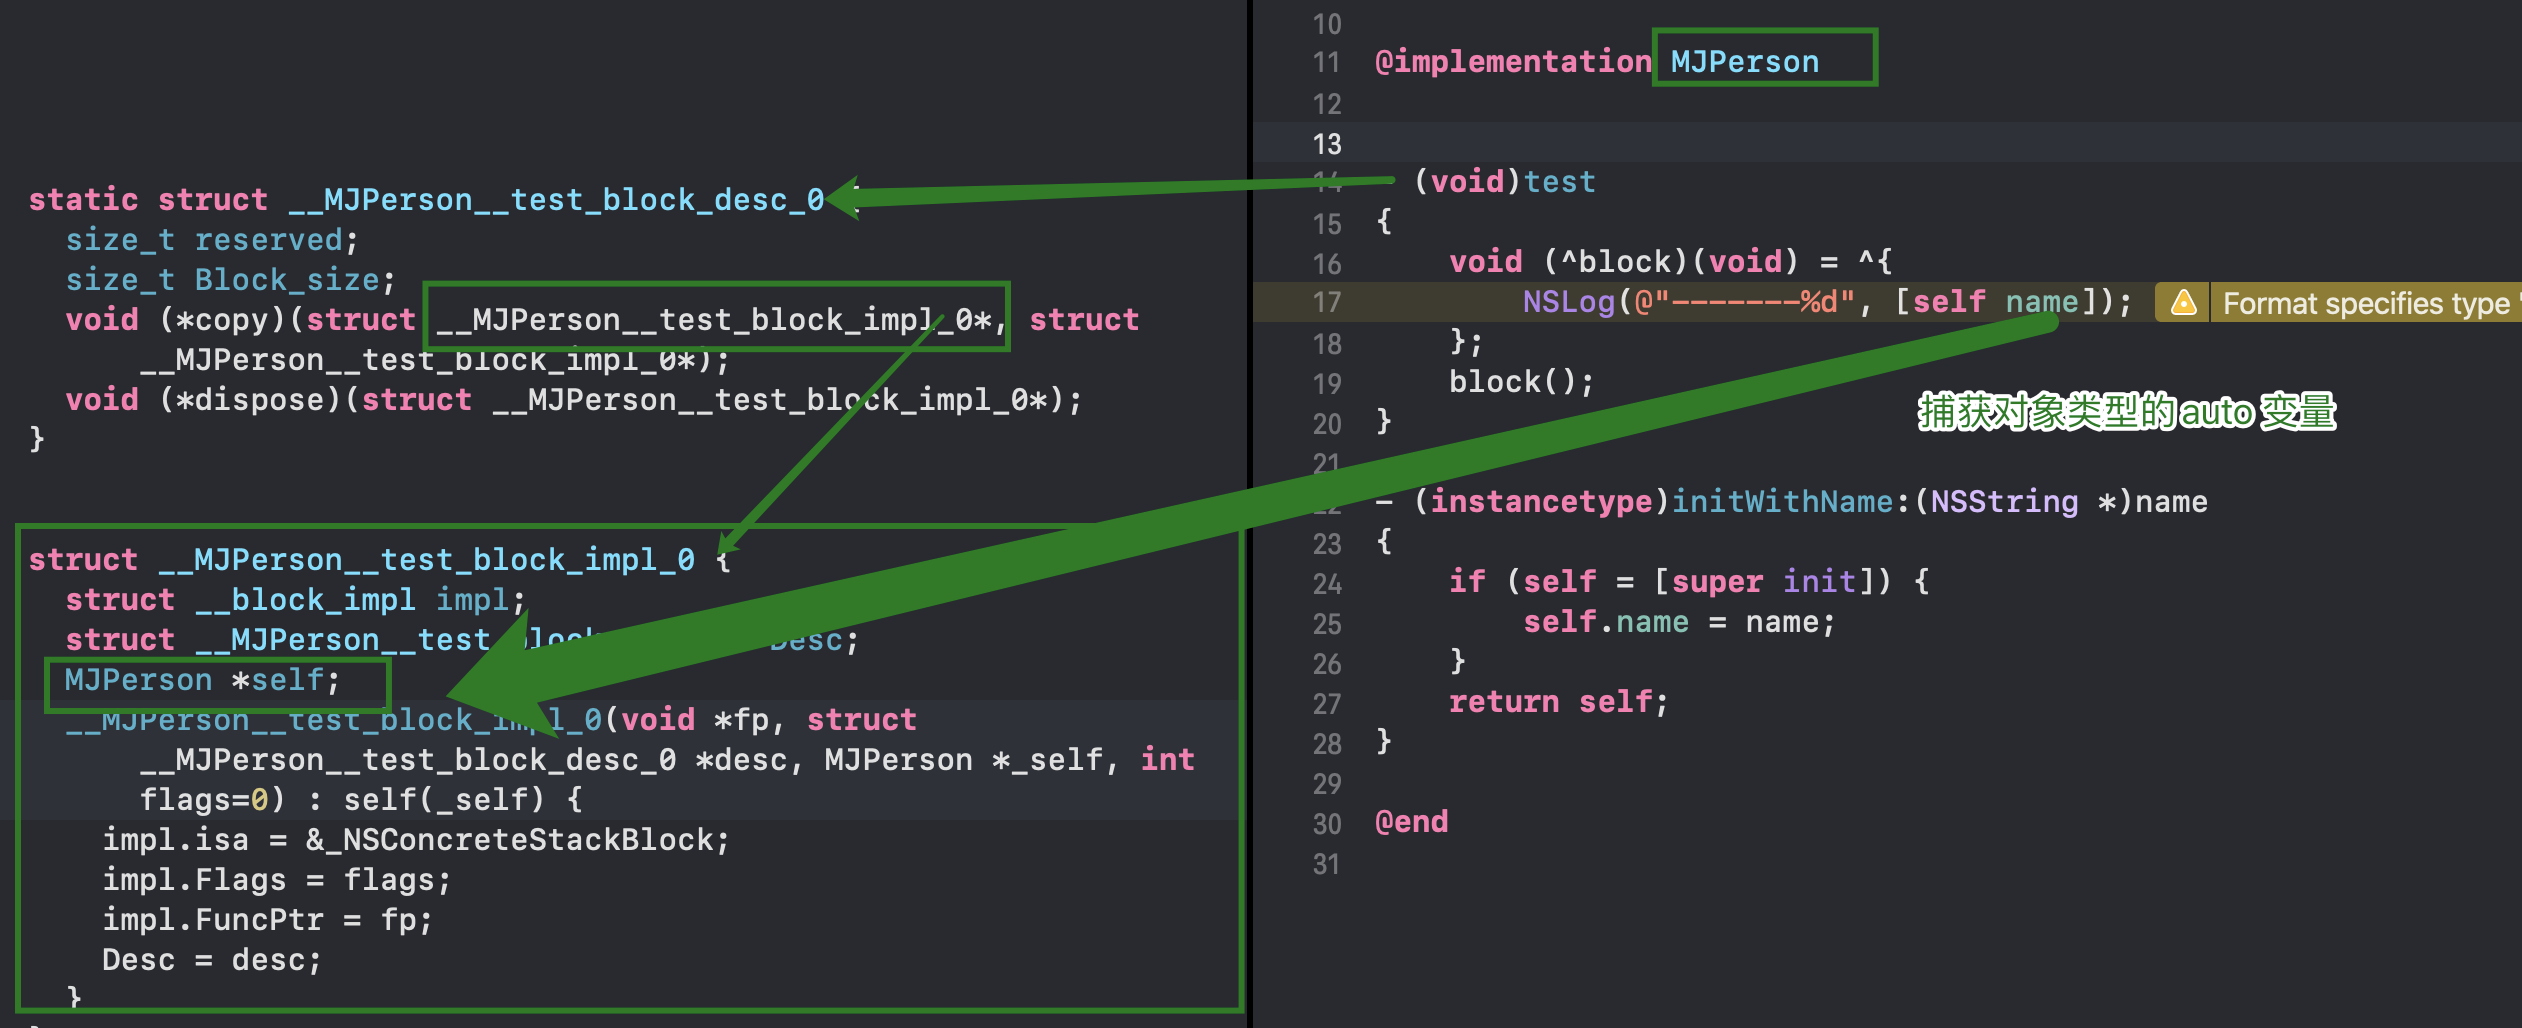 static struct __MJPerson__test_block_desc_0 {
size_t reserved;
size_t Block_size;
void (*copy)(struct __MJPerson__test_block_impl_0*, struct
__MJPerson__test_block_impl_0*);
void (*dispose)(struct __MJPerson__test_block_impl_0*);
}
struct __MJPerson__test_block_impl_0 {
struct __block_impl impl;
struct __MJPerson__test_block Desc;
MJPerson *self;
__MJPerson__test_block_impl_0(void *fp, struct
__MJPerson__test_block_desc_0 *desc, MJPerson *_self, int
flags=0) : self(_self) {
impl.isa = &_NSConcreteStackBlock;
impl.Flags = flags;
impl.FuncPtr = fp;
Desc = desc;
}
10
11 @implementation MJPerson
12
13
14 (void)test
15 {
16 void (^block)(void) = ^{
17 NSLog(@"-------%d", [self name]); Format specifies type '
18 };
19 block();
20 }
捕获对象类型的auto 变量
21
22 - (instancetype)initWithName:(NSString *)name
23 {
24 if (self = [super init]) {
25 self.name = name;
26 }
27 return self;
28 }
29
30 @end
31